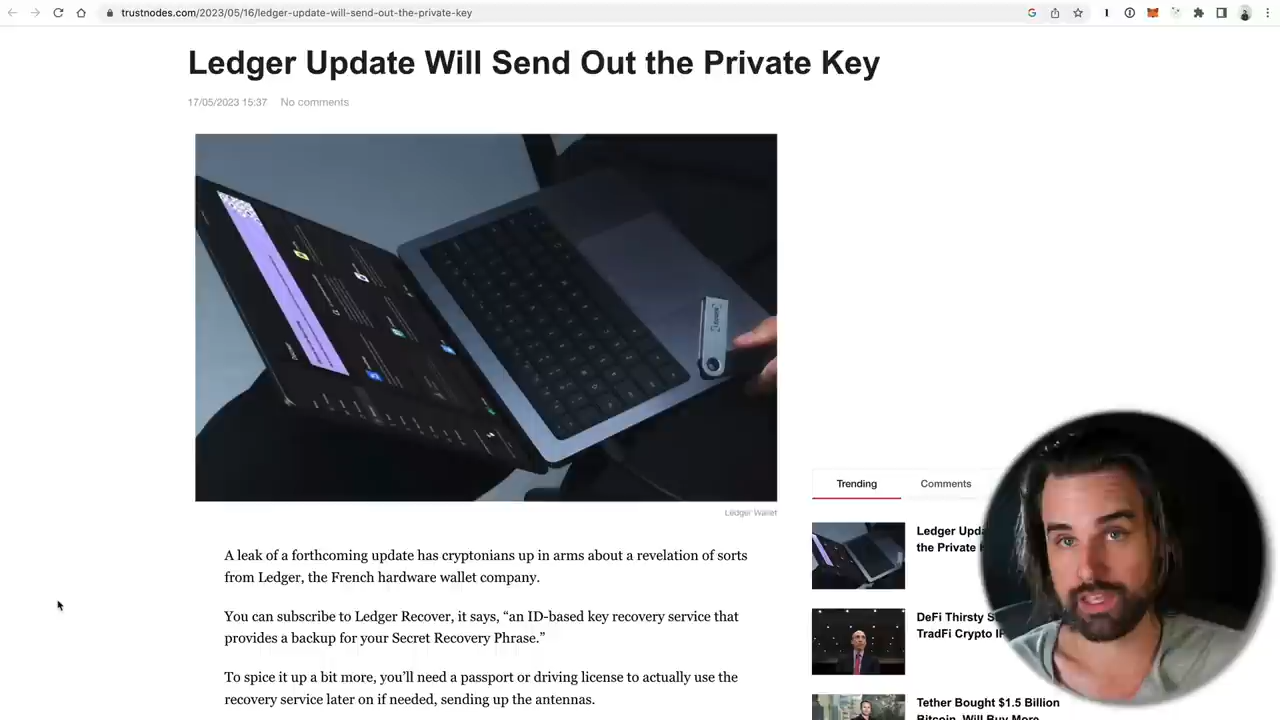 trustnodes.com/2023/05/16/ledger-update-will-send-out-the-private-key
Ledger Update Will Send Out the Private Key
17/05/2023 15:37 No comments
Ledger Wallet
A leak of a forthcoming update has cryptonians up in arms about a revelation of sorts
from Ledger, the French hardware wallet company.
You can subscribe to Ledger Recover, it says, “an ID-based key recovery service that
provides a backup for your Secret Recovery Phrase.”
To spice it up a bit more, you’ll need a passport or driving license to actually use the
recovery service later on if needed, sending up the antennas.
Trending Comments
Ledger
the Private
DeFi Thirsty
TradFi Crypto
Tether Bought $1.5 Billion
Bitcoin, Will Buy More